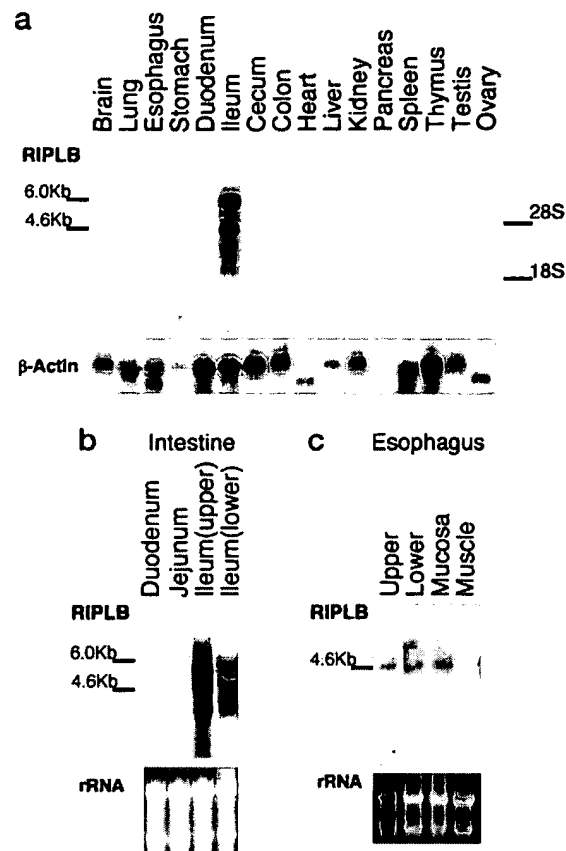 a
Brain Lung Esophagus Stomach Duodenum Ileum Cecum Colon Heart Liver Kidney Pancreas Spleen Thymus Testis Ovary
RIPLB
6.0Kb
4.6Kb
28S
18S
β-Actin
b Intestine
Duodenum Jejunum Ileum(upper) Ileum(lower)
RIPLB
6.0Kb
4.6Kb
rRNA
c Esophagus
Upper Lower Mucosa Muscle
RIPLB
4.6Kb
rRNA